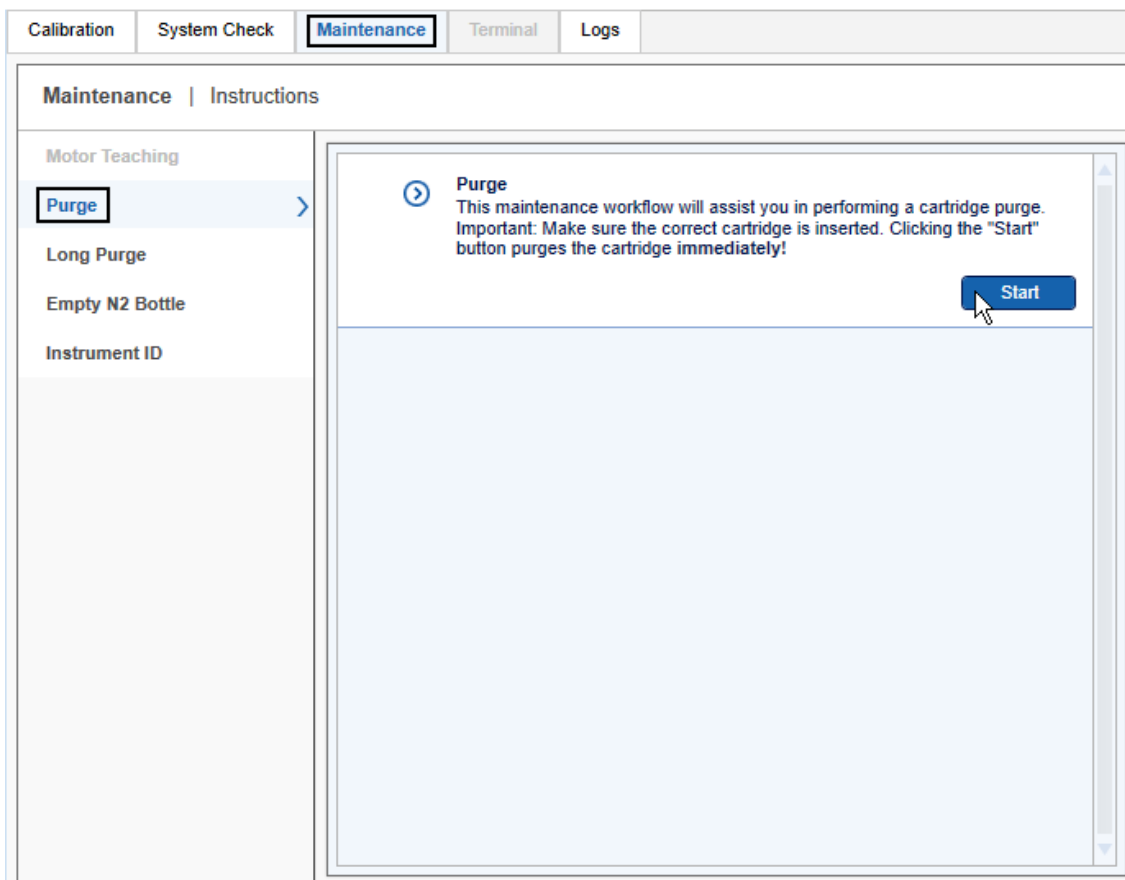 Calibration System Check Maintenance Terminal Logs
Maintenance | Instructions
Motor Teaching
Purge
Long Purge
Empty N2 Bottle
Instrument ID
Purge
This maintenance workflow will assist you in performing a cartridge purge.
Important: Make sure the correct cartridge is inserted. Clicking the "Start"
button purges the cartridge immediately!
Start